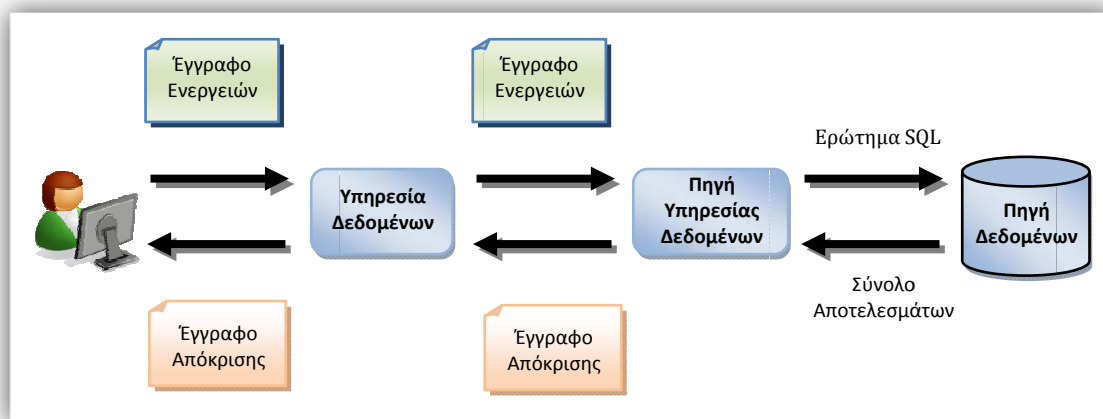 Έγγραφο
Ενεργειών
Έγγραφο
Ενεργειών
Ερώτημα SQL
Υπηρεσία
Δεδομένων
Πηγή
Υπηρεσίας
Δεδομένων
Πηγή
Δεδομένων
Σύνολο
Αποτελεσμάτων
Έγγραφο
Απόκρισης
Έγγραφο
Απόκρισης